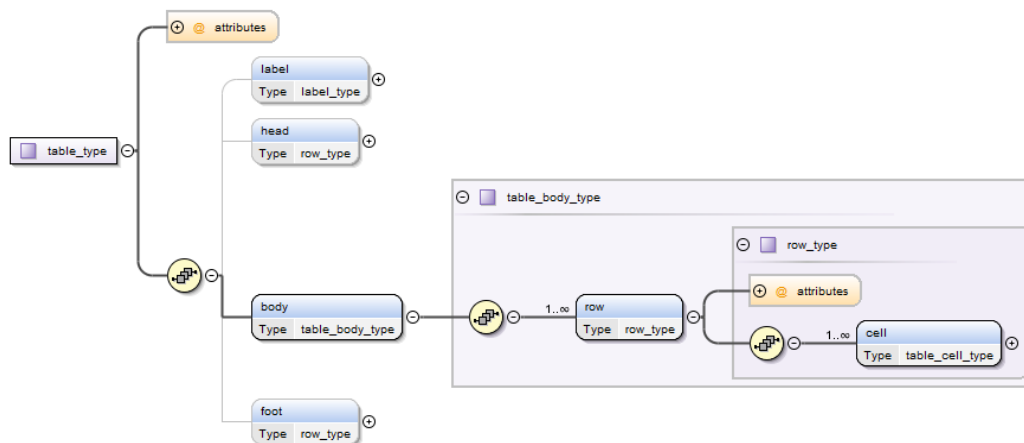 @ attributes
label
Type label_type
head
Type row_type
table_type
table_body_type
row_type
@ attributes
body
Type table_body_type
1..∞
row
Type row_type
1..∞
cell
Type table_cell_type
foot
Type row_type